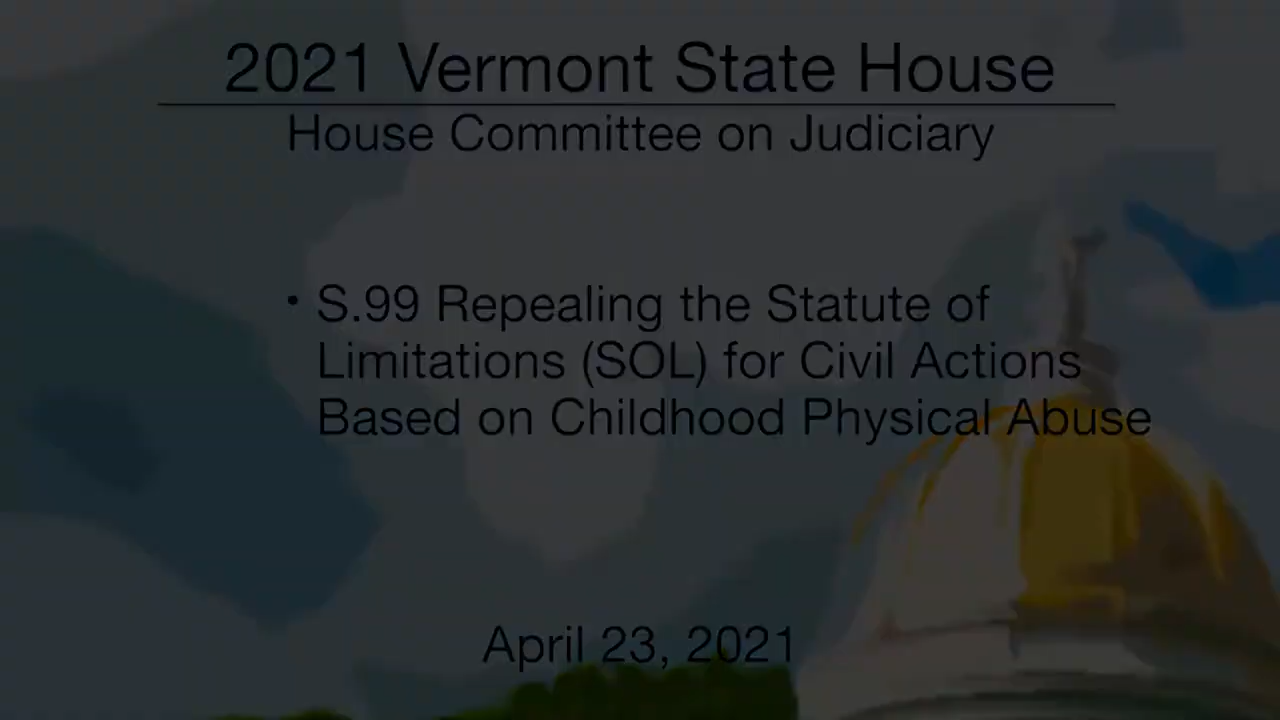 2021 Vermont State House
House Committee on Judiciary
• S.99 Repealing the Statute of
Limitations (SOL) for Civil Actions
Based on Childhood Physical Abuse
April 23, 2021